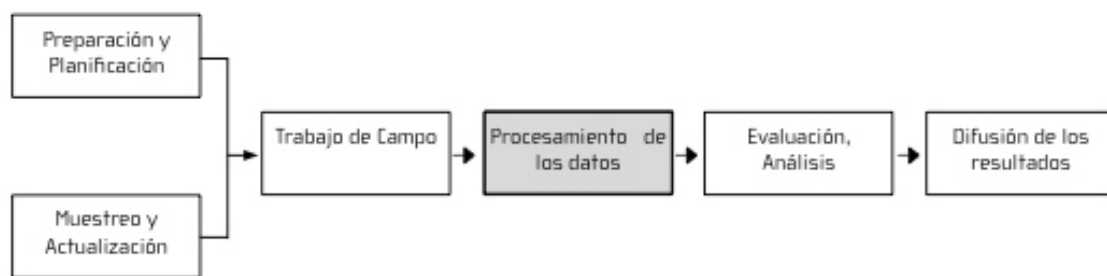 Preparación y
Planificación
Muestreo y
Actualización
Trabajo de Campo
Procesamiento de
los datos
Evaluación,
Análisis
Difusión de los
resultados